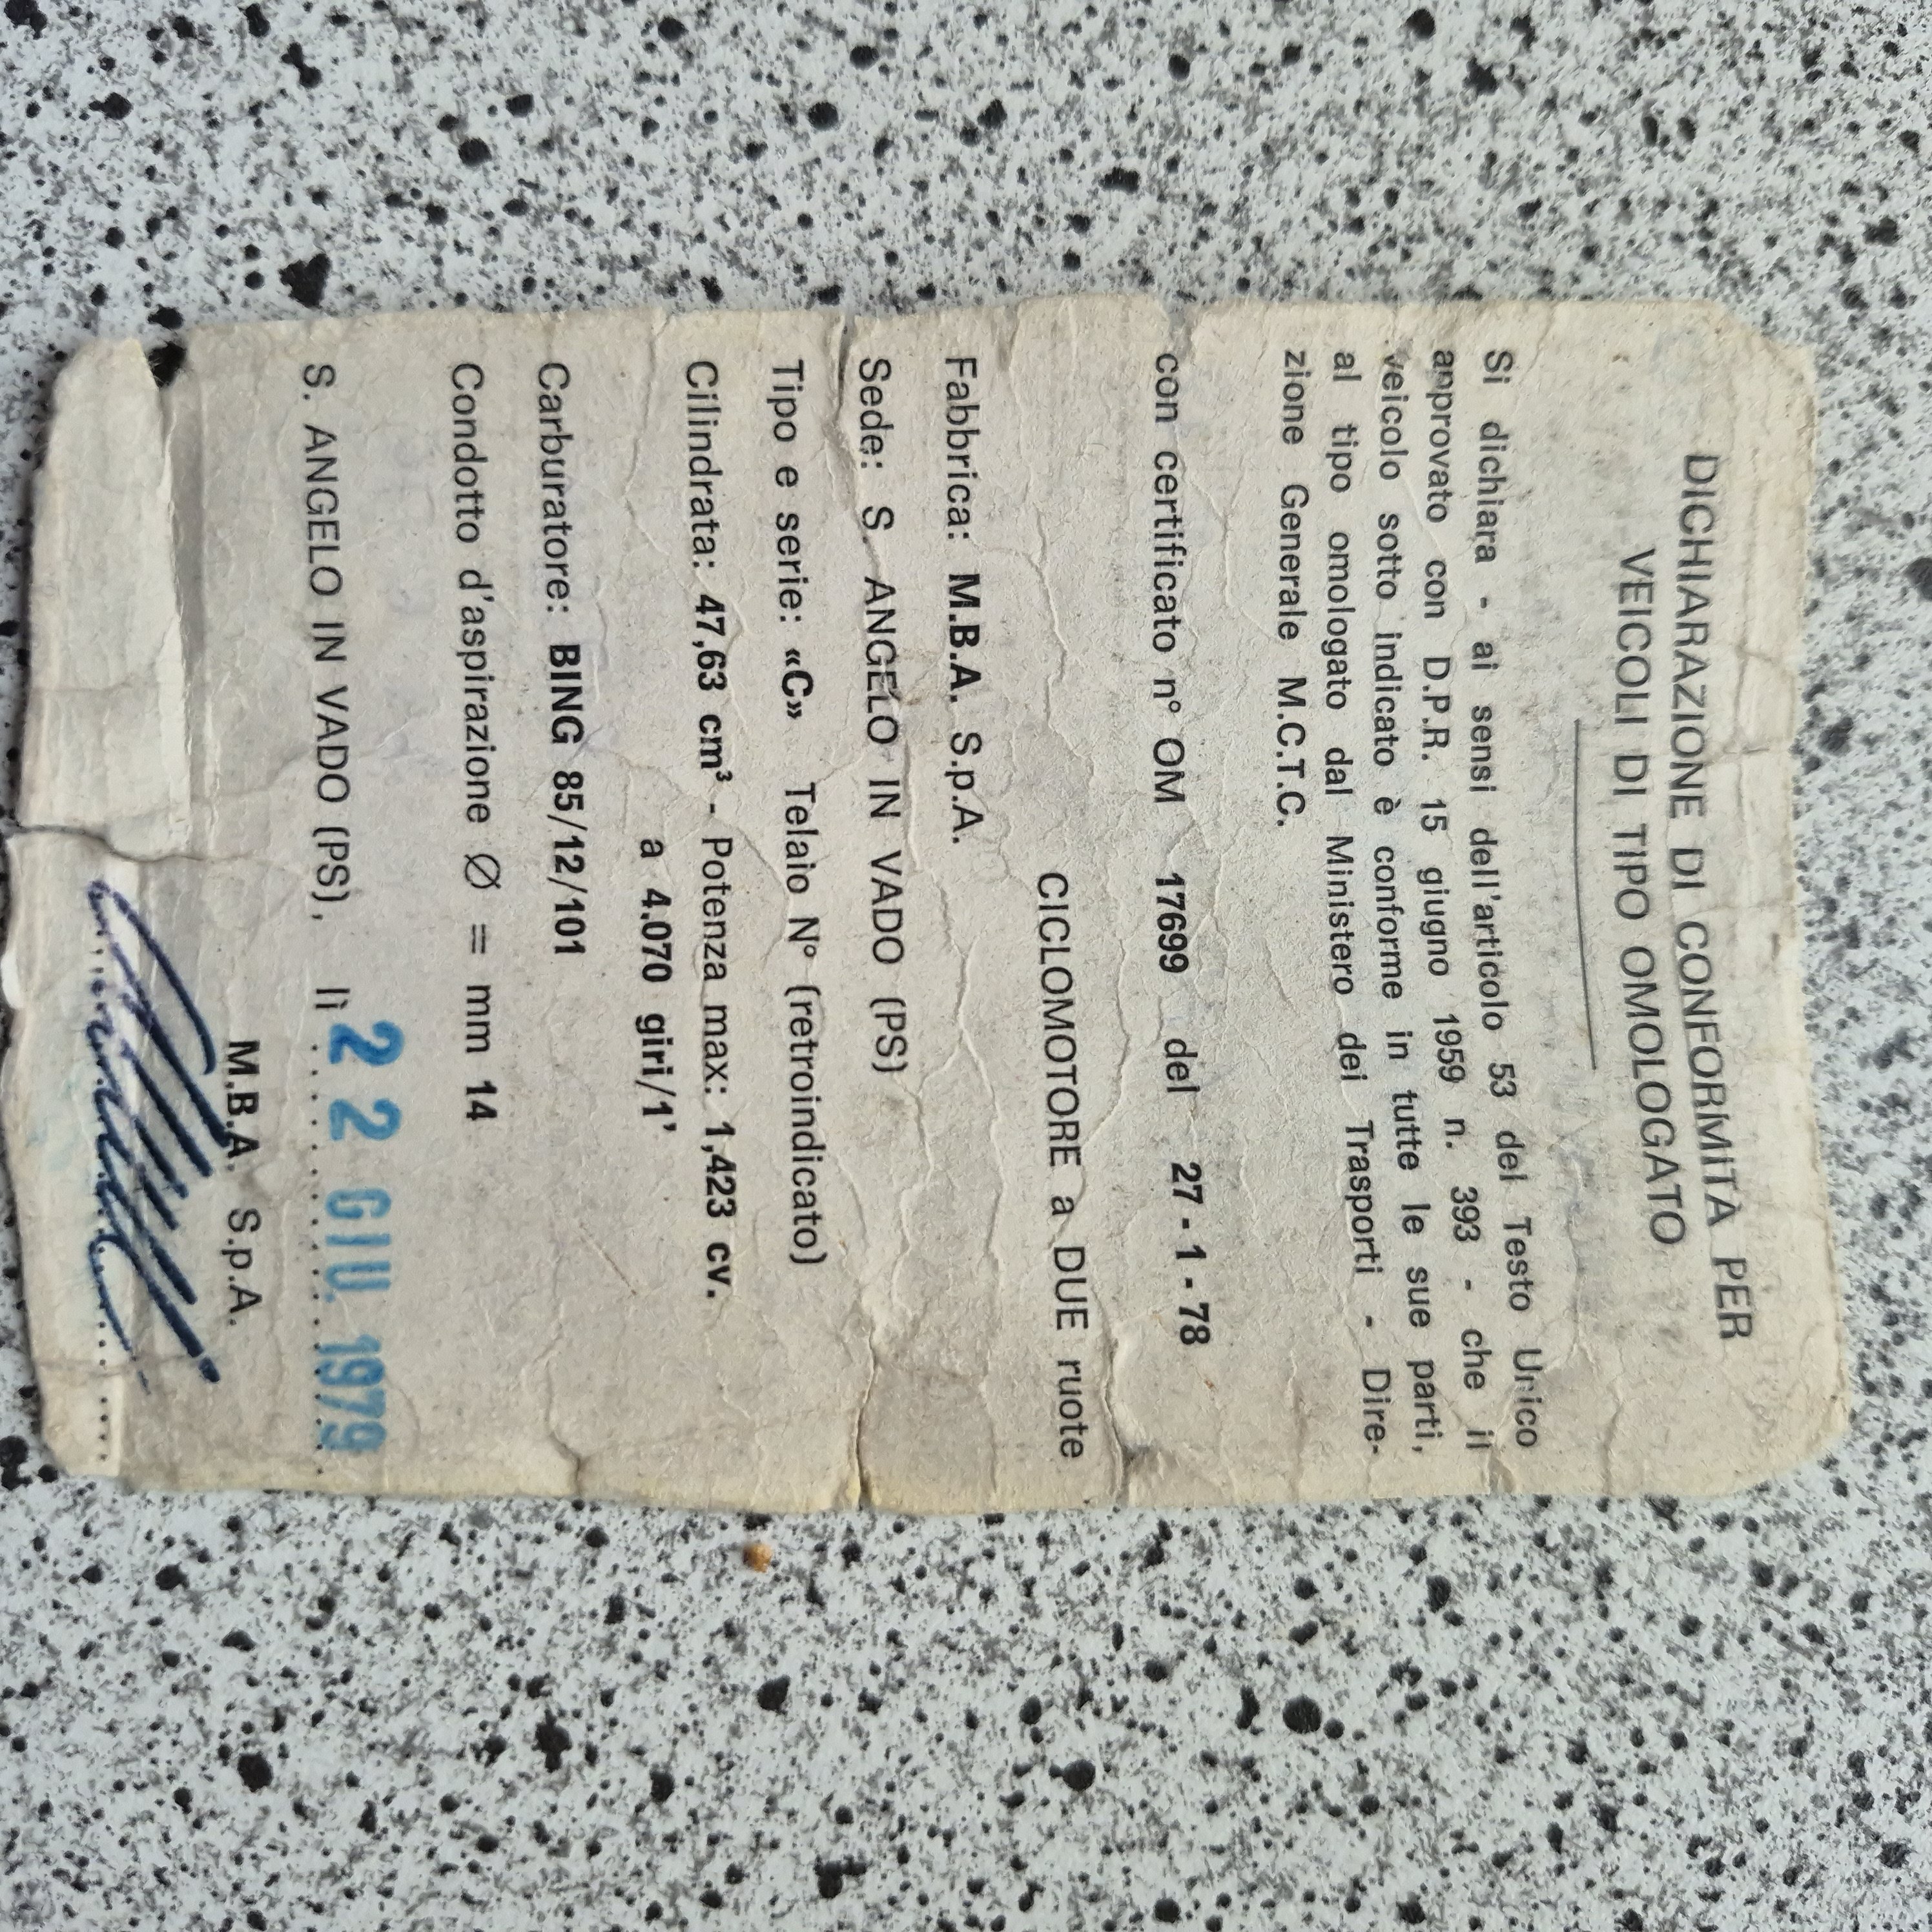 DICHIARAZIONE DI CONFORMITÀ PER
VEICOLI DI TIPO OMOLOGATO
Si dichiara - ai sensi dell'articolo 53 del Testo Unico
approvato con D.P.R. 15 giugno 1959 n. 393 - che il
veicolo sotto indicato è conforme in tutte le sue parti,
al tipo omologato dal Ministero dei Trasporti - Dire-
zione Generale M.C.T.C.
con certificato n° OM 17699 del 27-1-78
CICLOMOTORE a DUE ruote
Fabbrica: M.B.A. S.p.A.
Sede: S. ANGELO IN VADO (PS)
Tipo e serie: «C» Telaio N° (retroindicato)
Cilindrata: 47,63 cm³ - Potenza max: 1,423 cv.
a 4.070 giri/1'
Carburatore: BING 85/12/101
Condotto d'aspirazione Ø = mm 14
S. ANGELO IN VADO (PS), lì 22 GIU. 1979
M.B.A. S.p.A.